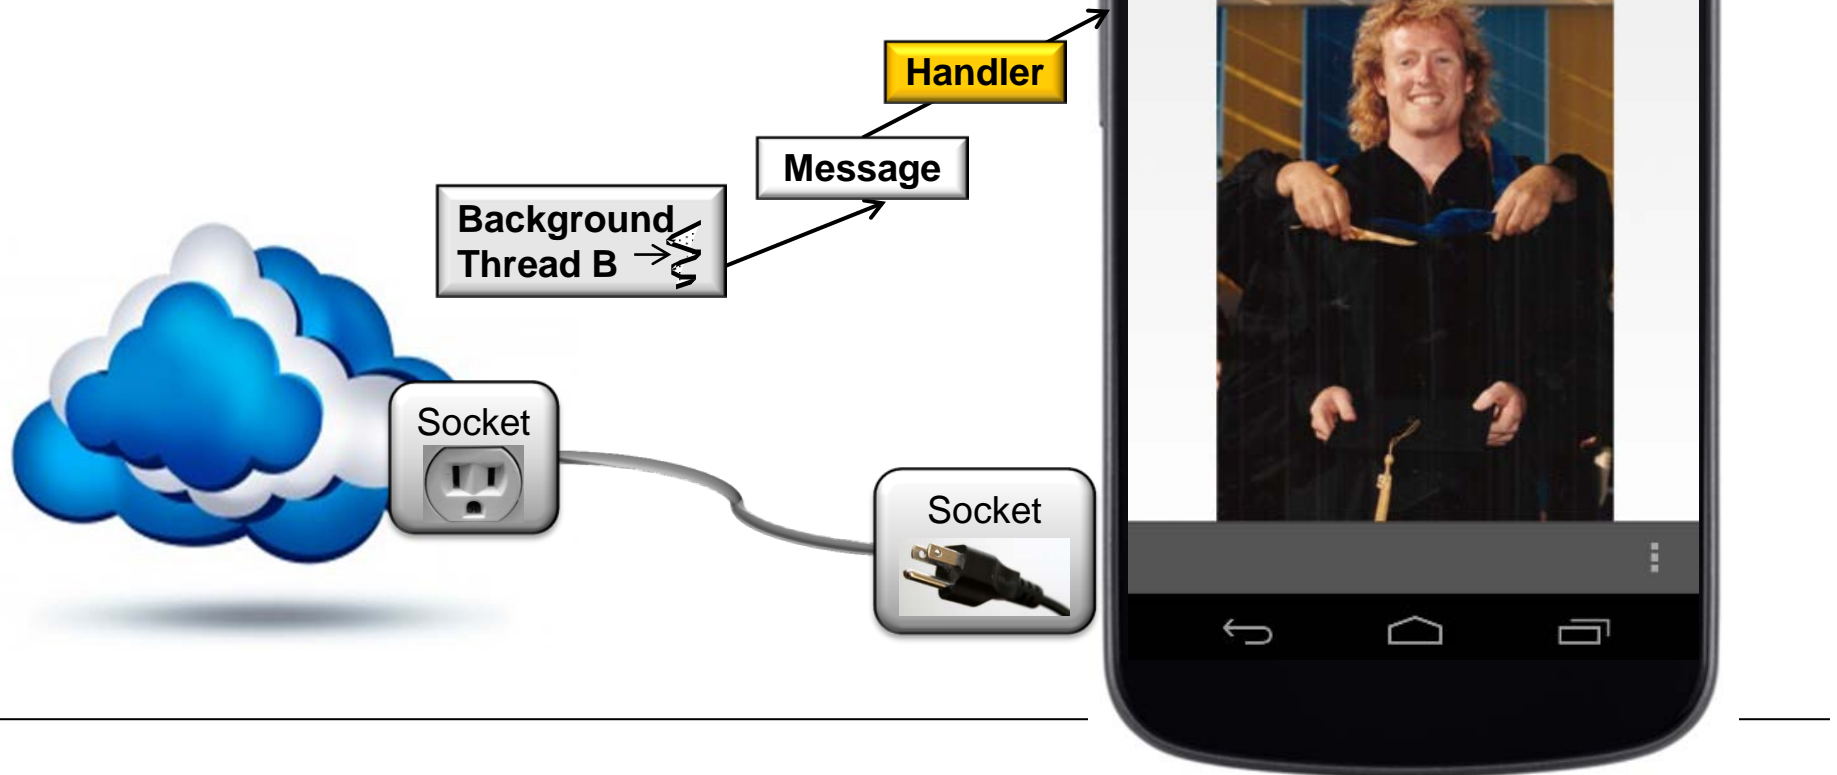 Handler
Message
Background
Thread B
Socket
Socket